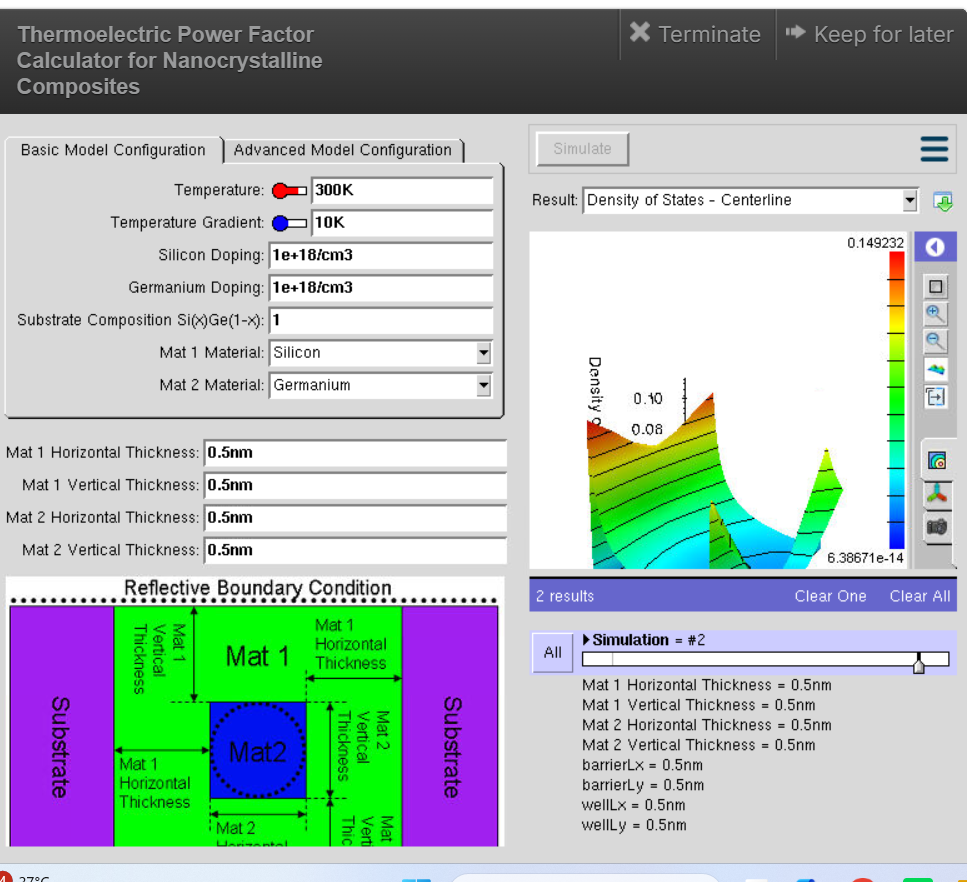 Thermoelectric Power Factor
Calculator for Nanocrystalline
Composites
Terminate
Keep for later
Basic Model Configuration
Advanced Model Configuration
Temperature: 300K
Temperature Gradient: 10K
Silicon Doping: 1e+18/cm3
Germanium Doping: 1e+18/cm3
Substrate Composition Si(x)Ge(1-x): 1
Mat 1 Material: Silicon
Mat 2 Material: Germanium
Mat 1 Horizontal Thickness: 0.5nm
Mat 1 Vertical Thickness: 0.5nm
Mat 2 Horizontal Thickness: 0.5nm
Mat 2 Vertical Thickness: 0.5nm
Reflective Boundary Condition
Substrate
Mat 1
Vertical
Thickness
Mat 1
Mat 1
Horizontal
Thickness
Mat2
Mat 2
Vertical
Thickness
Substrate
Mat 1
Horizontal
Thickness
Mat 2
Horizontal
Mat
Verti
Thic
Simulate
Result: Density of States - Centerline
0.149232
Density o
0.10
0.08
6.38671e-14
2 results
Clear One
Clear All
All
Simulation = #2
Mat 1 Horizontal Thickness = 0.5nm
Mat 1 Vertical Thickness = 0.5nm
Mat 2 Horizontal Thickness = 0.5nm
Mat 2 Vertical Thickness = 0.5nm
barrierLx = 0.5nm
barrierLy = 0.5nm
wellLx = 0.5nm
wellLy = 0.5nm